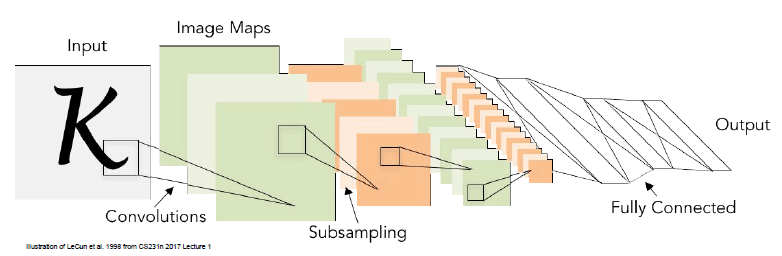 Image Maps
Input
K
Output
Fully Connected
Convolutions
Subsampling
Illustration of LeCun et al. 1998 from CS231n 2017 Lecture 1